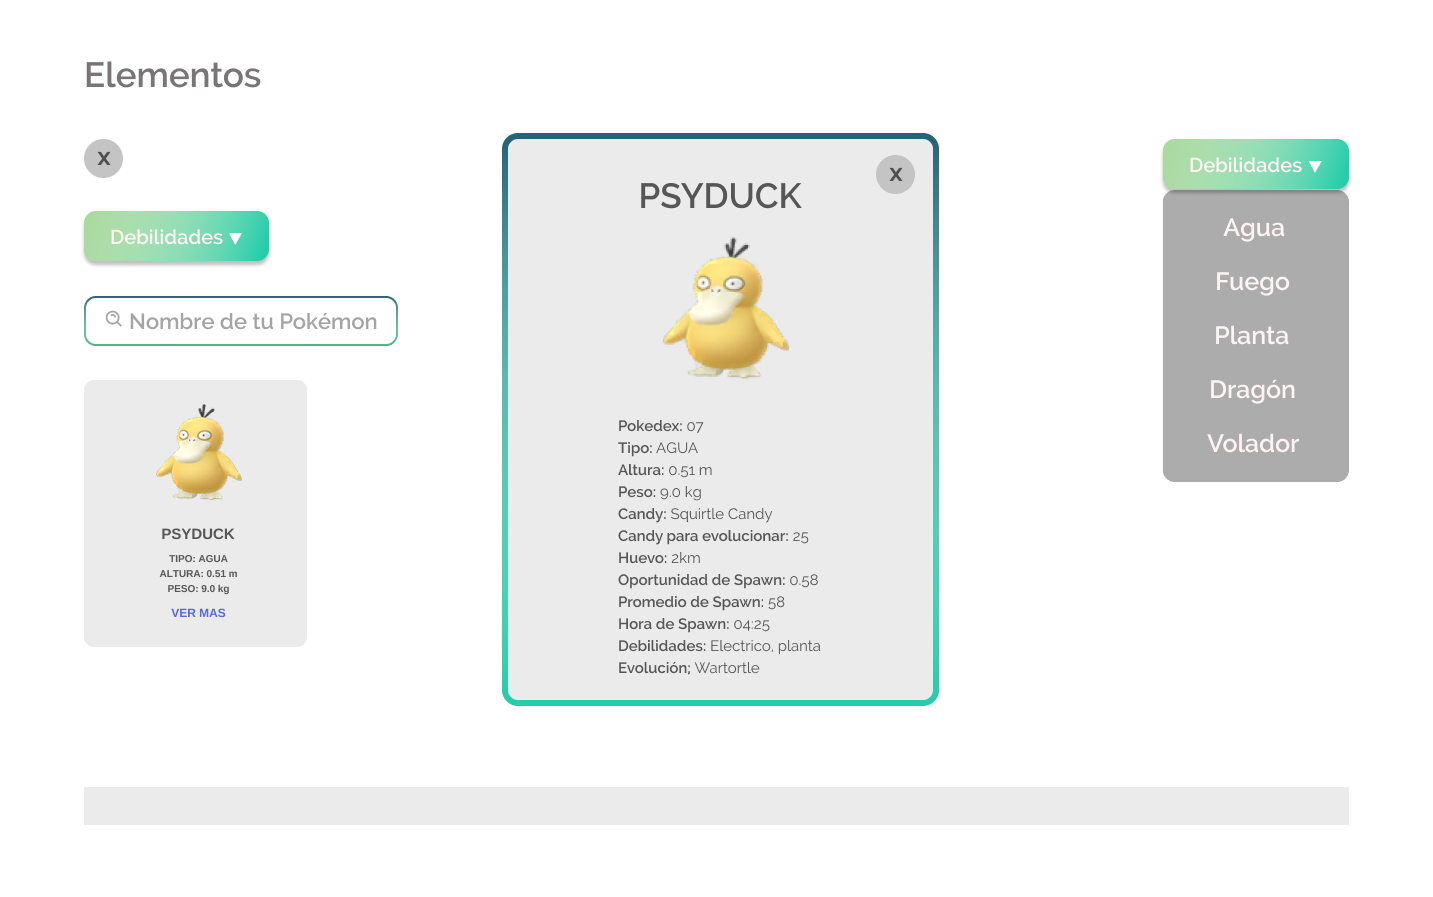 Elementos
X
Debilidades ▼
Nombre de tu Pokémon
PSYDUCK
TIPO: AGUA
ALTURA: 0.51 m
PESO: 9.0 kg
VER MAS
X
PSYDUCK
Pokedex: 07
Tipo: AGUA
Altura: 0.51 m
Peso: 9.0 kg
Candy: Squirtle Candy
Candy para evolucionar: 25
Huevo: 2km
Oportunidad de Spawn: 0.58
Promedio de Spawn: 58
Hora de Spawn: 04:25
Debilidades: Electrico, planta
Evolución; Wartortle
Debilidades ▼
Agua
Fuego
Planta
Dragón
Volador